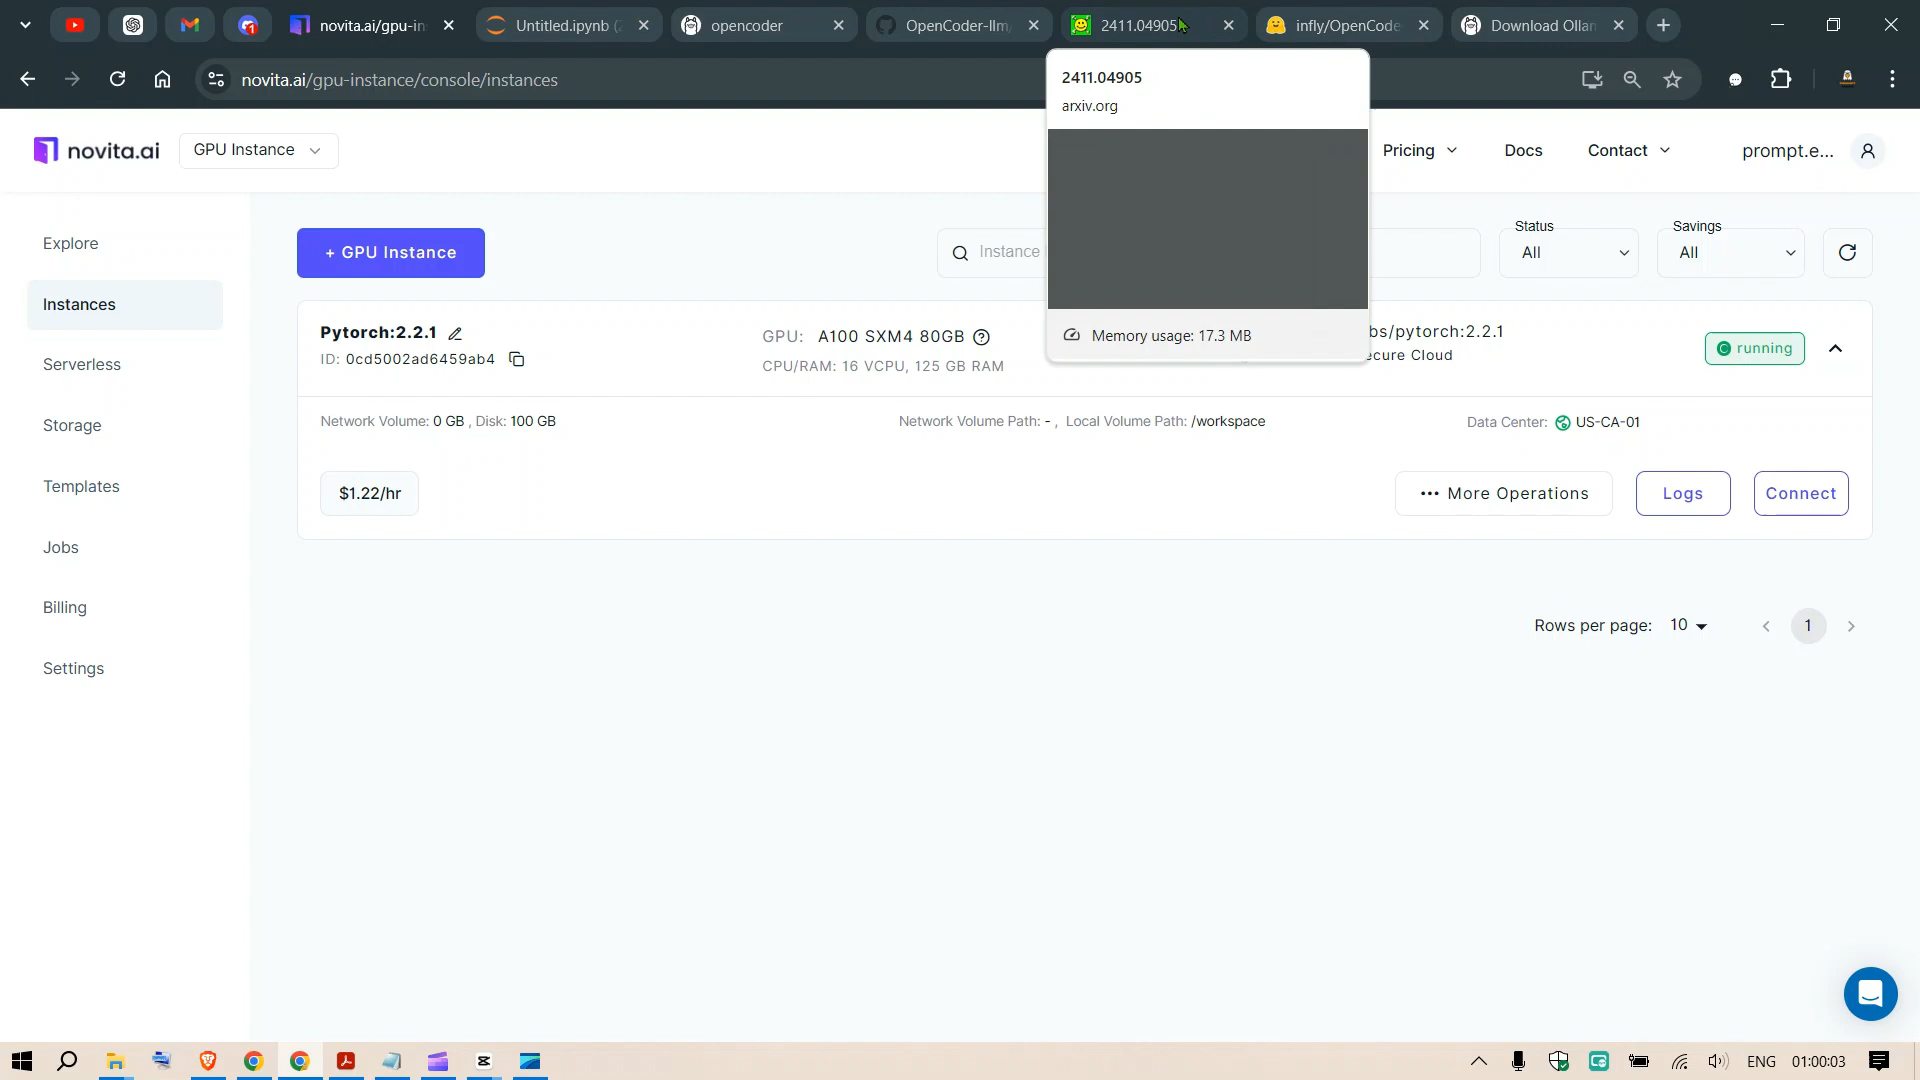 novita.ai/gpu-in
Untitled.ipynb (2
opencoder
OpenCoder-llm/
2411.04905
infly/OpenCode
Download Ollam
novita.ai/gpu-instance/console/instances
2411.04905
arxiv.org
Memory usage: 17.3 MB
novita.ai
GPU Instance
Pricing
Docs
Contact
prompt.e...
Explore
Instances
Serverless
Storage
Templates
Jobs
Billing
Settings
+ GPU Instance
Instance
Status
All
Savings
All
Pytorch:2.2.1
ID: 0cd5002ad6459ab4
GPU: A100 SXM4 80GB
CPU/RAM: 16 VCPU, 125 GB RAM
bs/pytorch:2.2.1
ecure Cloud
running
Network Volume: 0 GB , Disk: 100 GB
Network Volume Path: - , Local Volume Path: /workspace
Data Center: US-CA-01
$1.22/hr
••• More Operations
Logs
Connect
Rows per page: 10
1
ENG
01:00:03